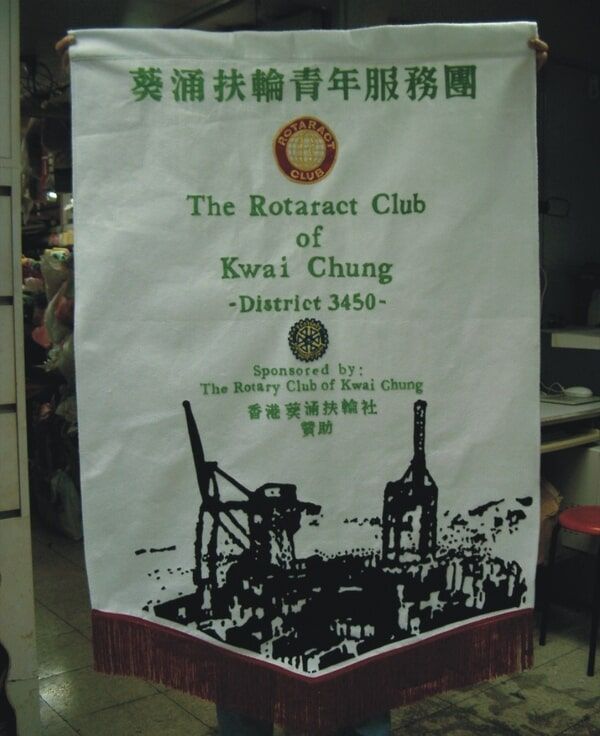 葵涌扶輪青年服務團
ROTARACT
CLUB
The Rotaract Club
of
Kwai Chung
-District 3450-
Sponsored by:
The Rotary Club of Kwai Chung
香港葵涌扶輪社
贊助